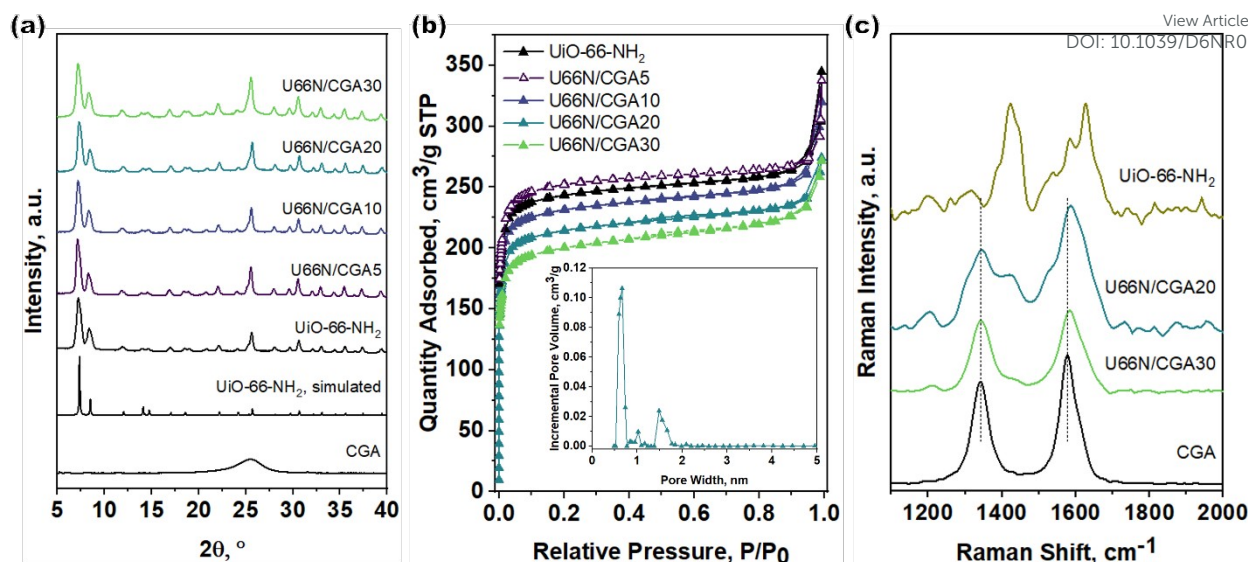 View Article
DOI: 10.1039/D6NR0
(a)
U66N/CGA30
U66N/CGA20
U66N/CGA10
U66N/CGA5
UiO-66-NH₂
UiO-66-NH₂, simulated
CGA
Intensity, a.u.
5 10 15 20 25 30 35 40
2θ, °
(b)
UiO-66-NH₂
U66N/CGA5
U66N/CGA10
U66N/CGA20
U66N/CGA30
Quantity Adsorbed, cm³/g STP
350
300
250
200
150
100
50
0
0.0 0.2 0.4 0.6 0.8 1.0
Relative Pressure, P/P₀
Incremental Pore Volume, cm³/g
0.12
0.10
0.08
0.06
0.04
0.02
0.00
0 1 2 3 4 5
Pore Width, nm
(c)
UiO-66-NH₂
U66N/CGA20
U66N/CGA30
CGA
Raman Intensity, a.u.
1200 1400 1600 1800 2000
Raman Shift, cm⁻¹